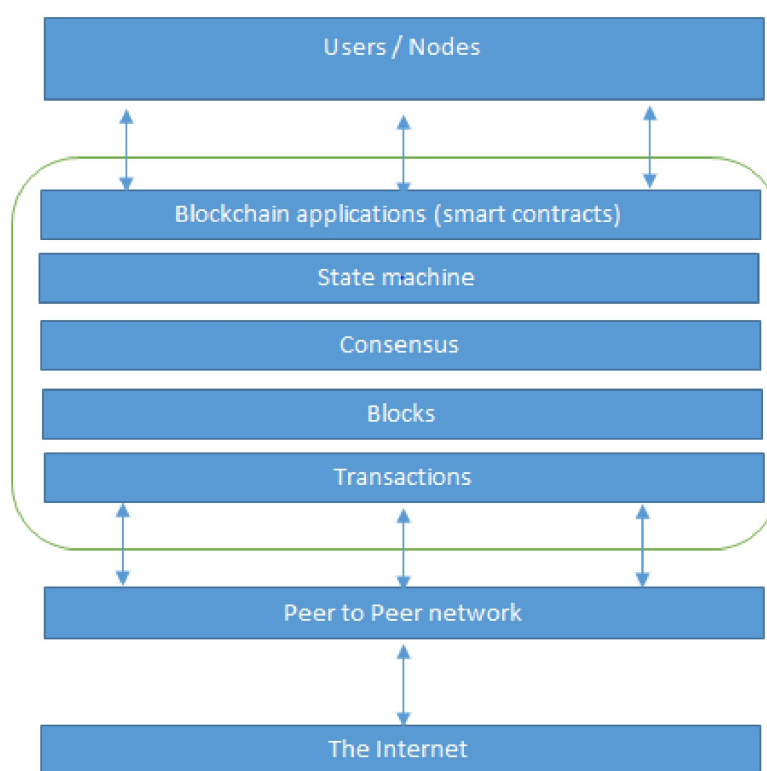 Users / Nodes
Blockchain applications (smart contracts)
State machine
Consensus
Blocks
Transactions
Peer to Peer network
The Internet